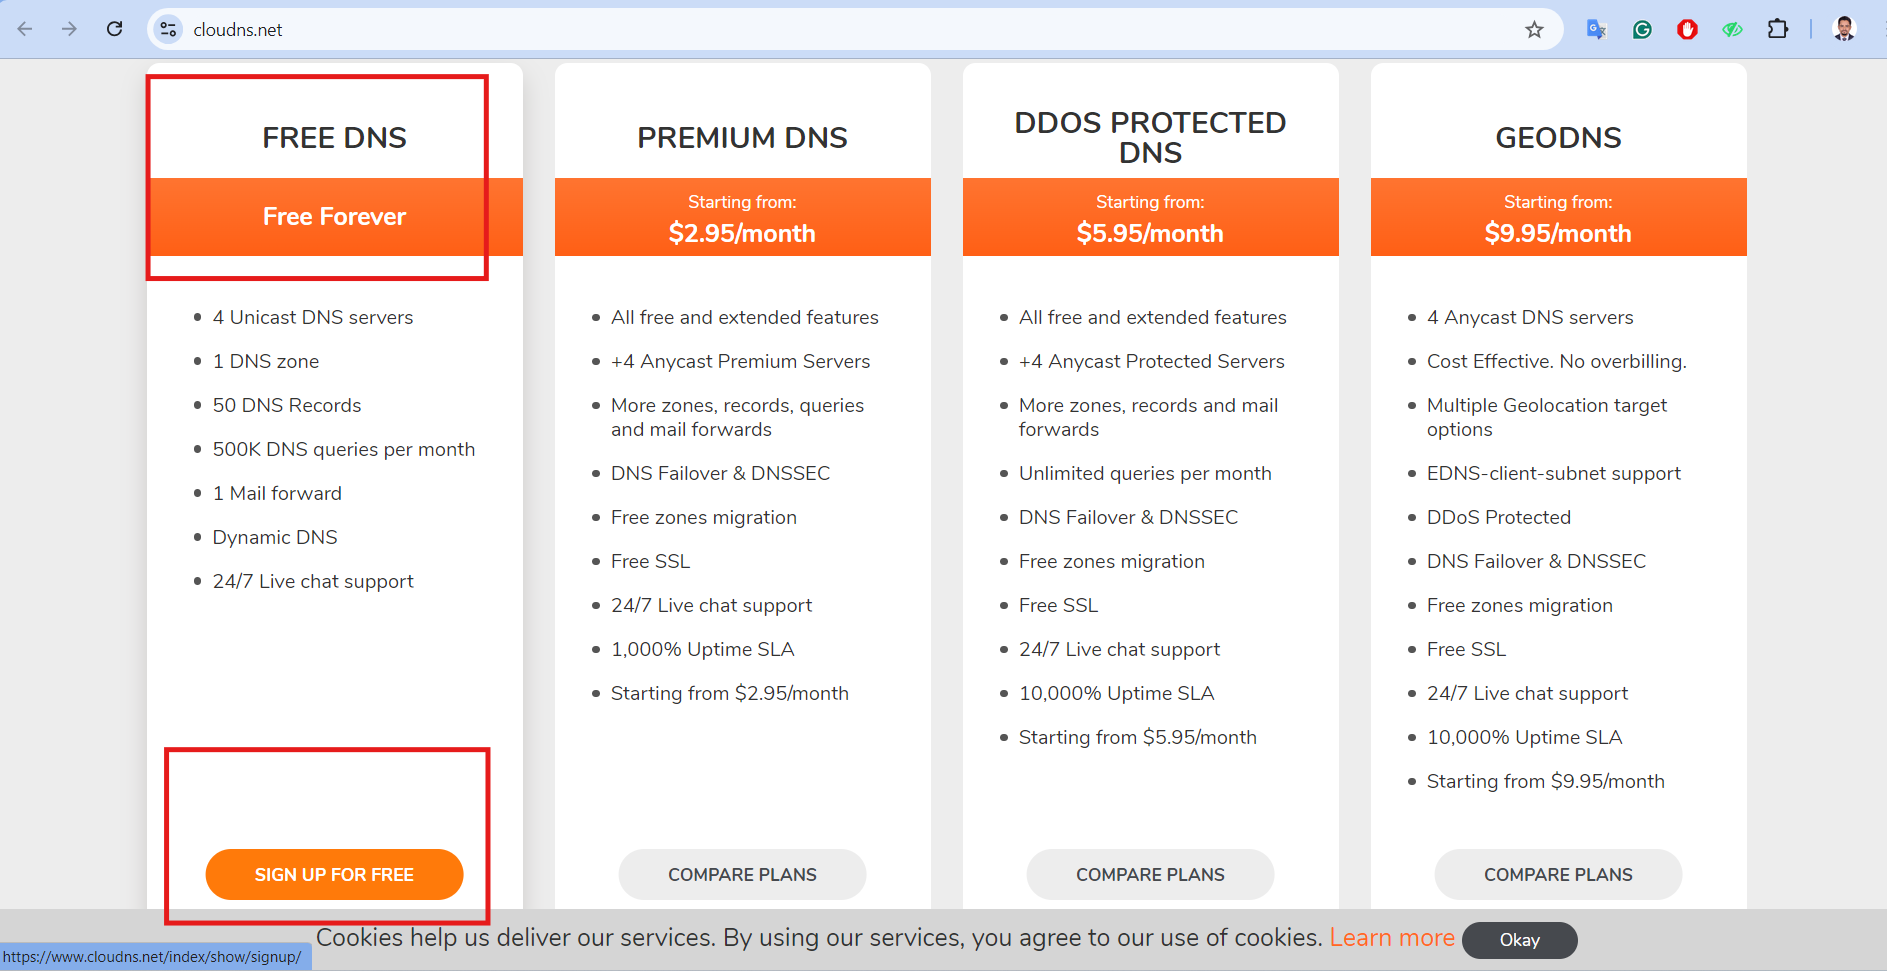 cloudns.net
FREE DNS
Free Forever
4 Unicast DNS servers
1 DNS zone
50 DNS Records
500K DNS queries per month
1 Mail forward
Dynamic DNS
24/7 Live chat support
SIGN UP FOR FREE
PREMIUM DNS
Starting from:
$2.95/month
All free and extended features
+4 Anycast Premium Servers
More zones, records, queries
and mail forwards
DNS Failover & DNSSEC
Free zones migration
Free SSL
24/7 Live chat support
1,000% Uptime SLA
Starting from $2.95/month
COMPARE PLANS
DDOS PROTECTED
DNS
Starting from:
$5.95/month
All free and extended features
+4 Anycast Protected Servers
More zones, records and mail
forwards
Unlimited queries per month
DNS Failover & DNSSEC
Free zones migration
Free SSL
24/7 Live chat support
10,000% Uptime SLA
Starting from $5.95/month
COMPARE PLANS
GEODNS
Starting from:
$9.95/month
4 Anycast DNS servers
Cost Effective. No overbilling.
Multiple Geolocation target
options
EDNS-client-subnet support
DDoS Protected
DNS Failover & DNSSEC
Free zones migration
Free SSL
24/7 Live chat support
10,000% Uptime SLA
Starting from $9.95/month
COMPARE PLANS
Cookies help us deliver our services. By using our services, you agree to our use of cookies. Learn more Okay
https://www.cloudns.net/index/show/signup/